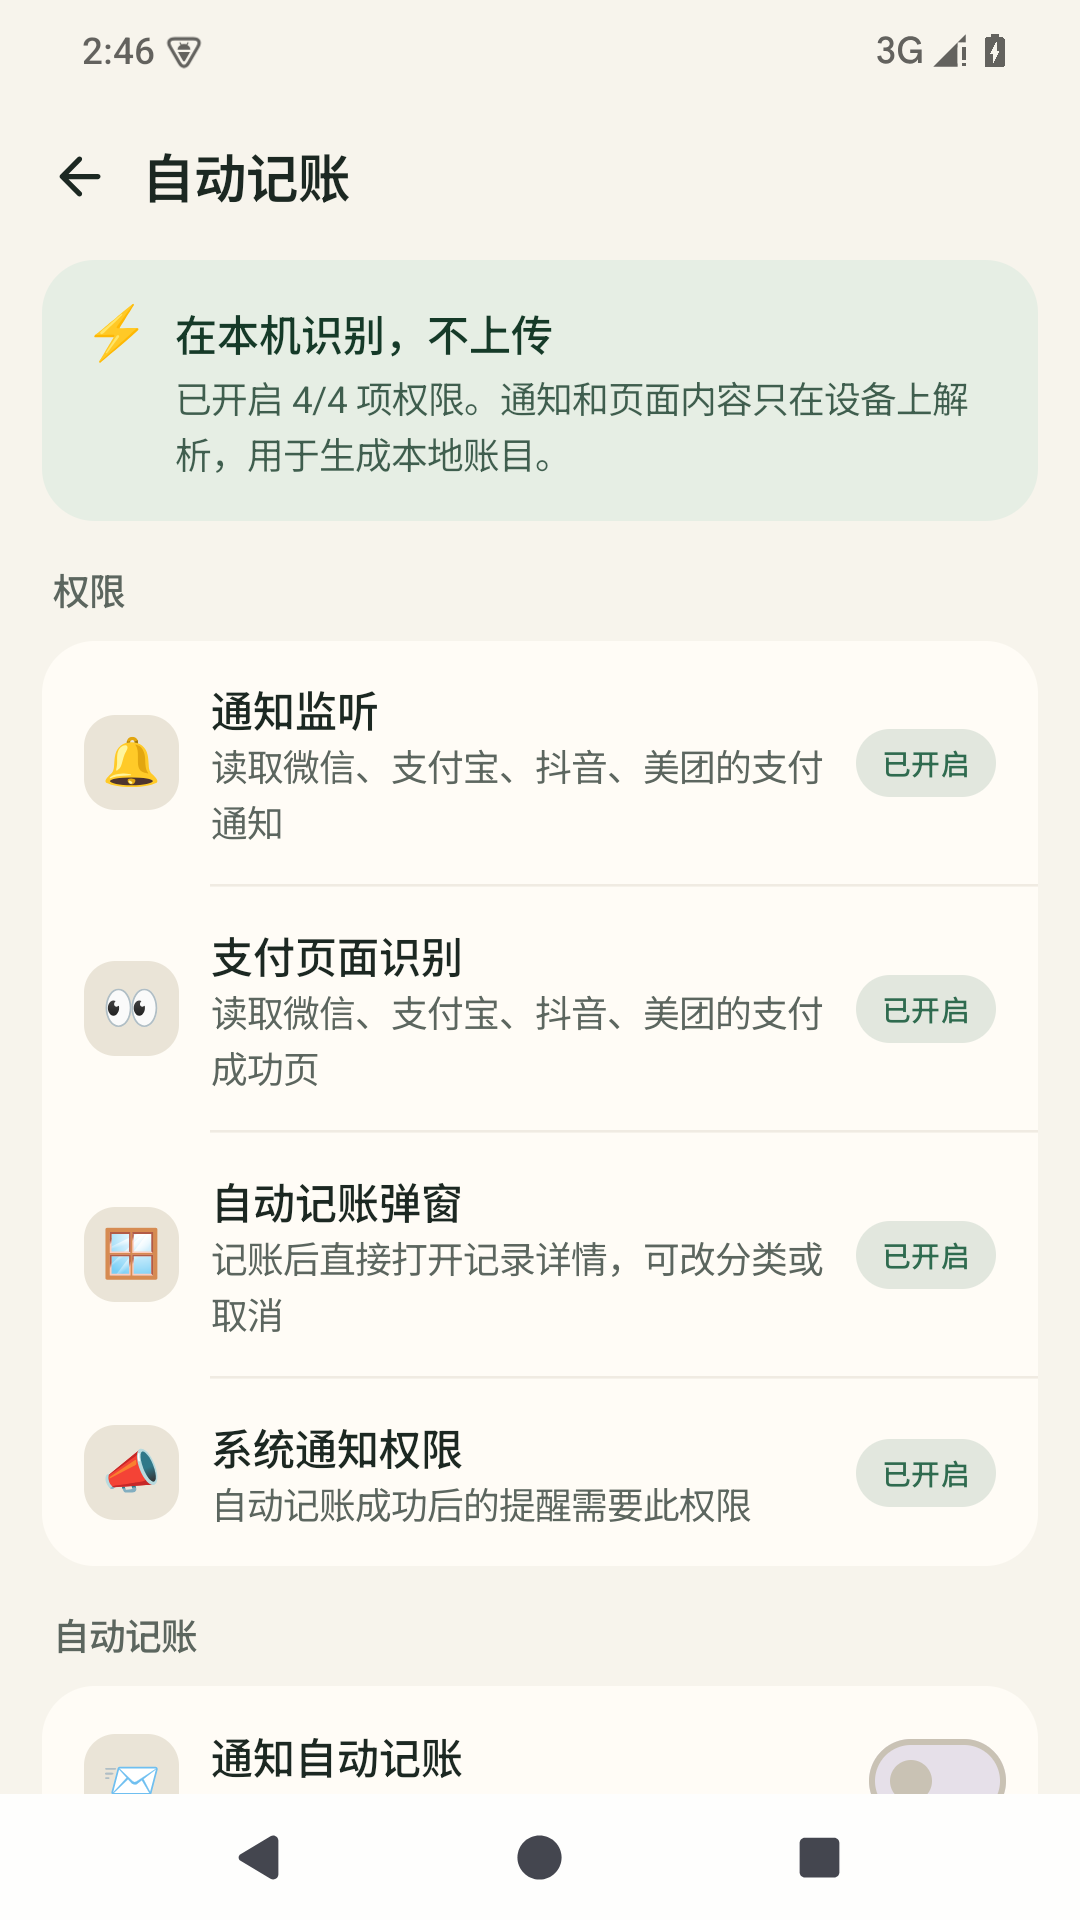 2:46
3G
自动记账
在本机识别，不上传
已开启 4/4 项权限。通知和页面内容只在设备上解
析，用于生成本地账目。
权限
通知监听
读取微信、支付宝、抖音、美团的支付
通知
已开启
支付页面识别
读取微信、支付宝、抖音、美团的支付
成功页
已开启
自动记账弹窗
记账后直接打开记录详情，可改分类或
取消
已开启
系统通知权限
自动记账成功后的提醒需要此权限
已开启
自动记账
通知自动记账